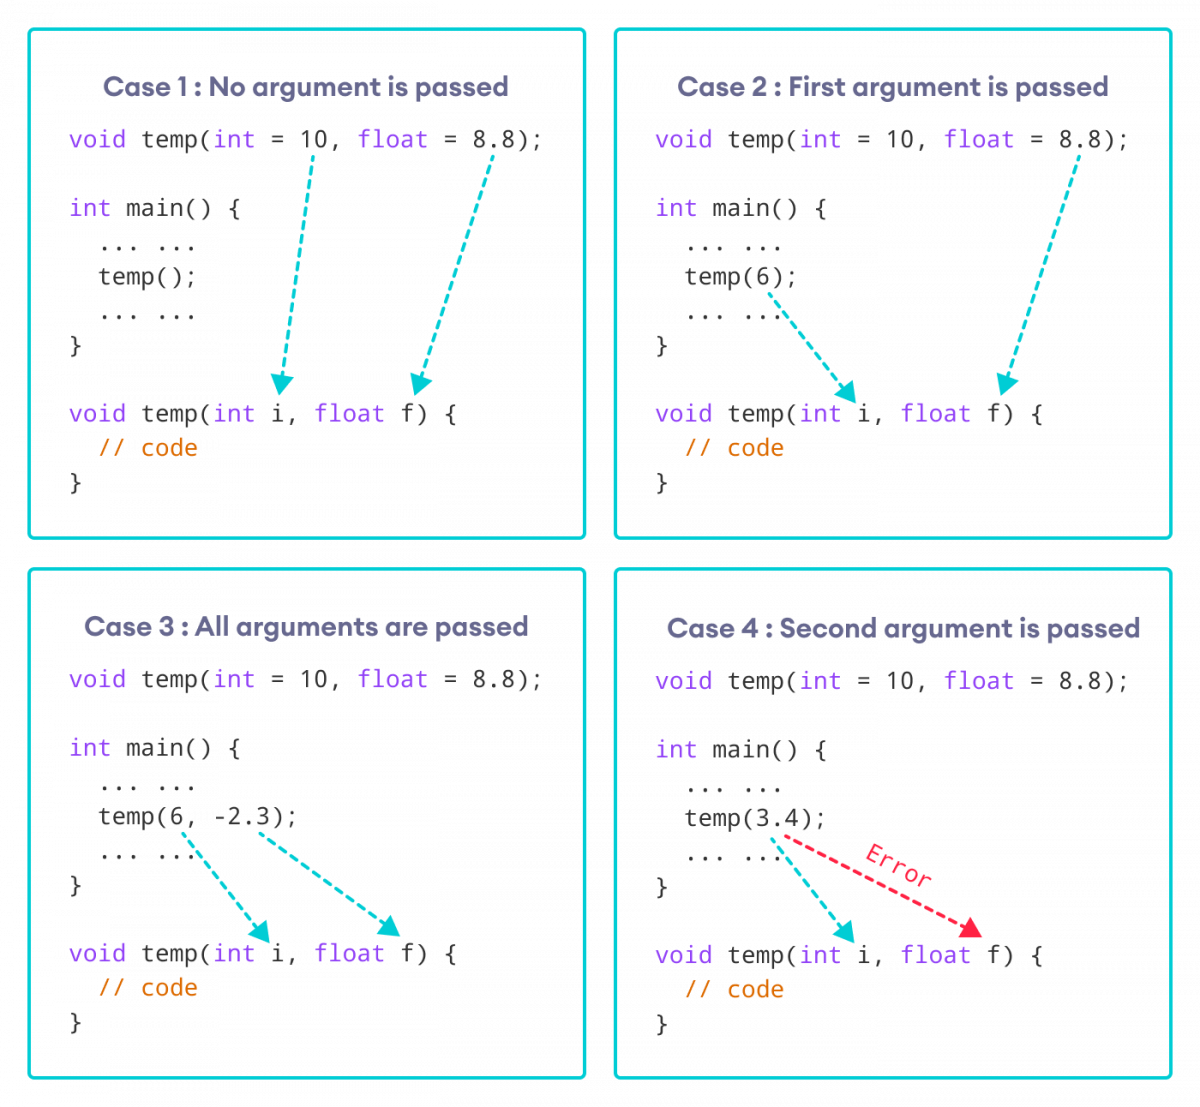 Case 1 : No argument is passed
void temp(int = 10, float = 8.8);
int main() {
... ...
temp();
... ...
}
void temp(int i, float f) {
// code
}
Case 2 : First argument is passed
void temp(int = 10, float = 8.8);
int main() {
... ...
temp(6);
... ...
}
void temp(int i, float f) {
// code
}
Case 3 : All arguments are passed
void temp(int = 10, float = 8.8);
int main() {
... ...
temp(6, -2.3);
... ...
}
void temp(int i, float f) {
// code
}
Case 4 : Second argument is passed
void temp(int = 10, float = 8.8);
int main() {
... ...
temp(3.4);
... ...
Error
}
void temp(int i, float f) {
// code
}